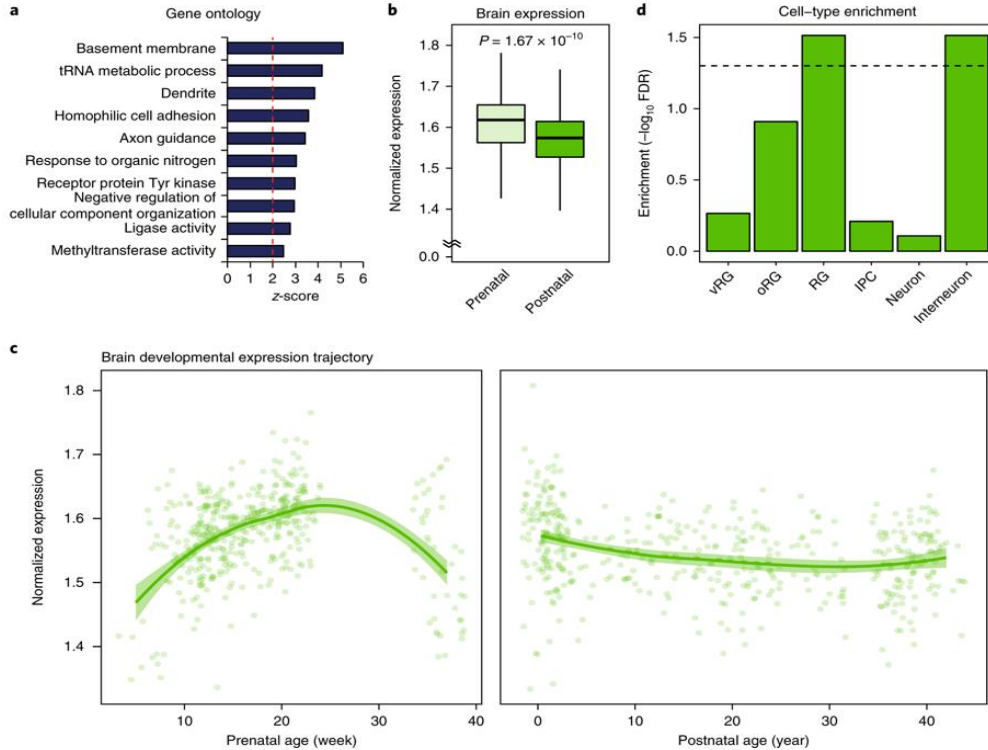 a
Gene ontology
Basement membrane
tRNA metabolic process
Dendrite
Homophilic cell adhesion
Axon guidance
Response to organic nitrogen
Receptor protein Tyr kinase
Negative regulation of
cellular component organization
Ligase activity
Methyltransferase activity
0 1 2 3 4 5 6
z-score
b
Brain expression
P = 1.67 × 10−10
Normalized expression
1.8
1.6
1.5
1.4
0.0
Prenatal
Postnatal
d
Cell–type enrichment
Enrichment (–log10 FDR)
1.5
1.5
0.5
0.0
vRG
oRG
RG
IPC
Neuron
Interneuron
c
Brain developmental expression trajectory
Normalized expression
1.8
1.7
1.6
1.5
1.4
10 20 30 40
Prenatal age (week)
0 10 20 30 40
Postnatal age (year)